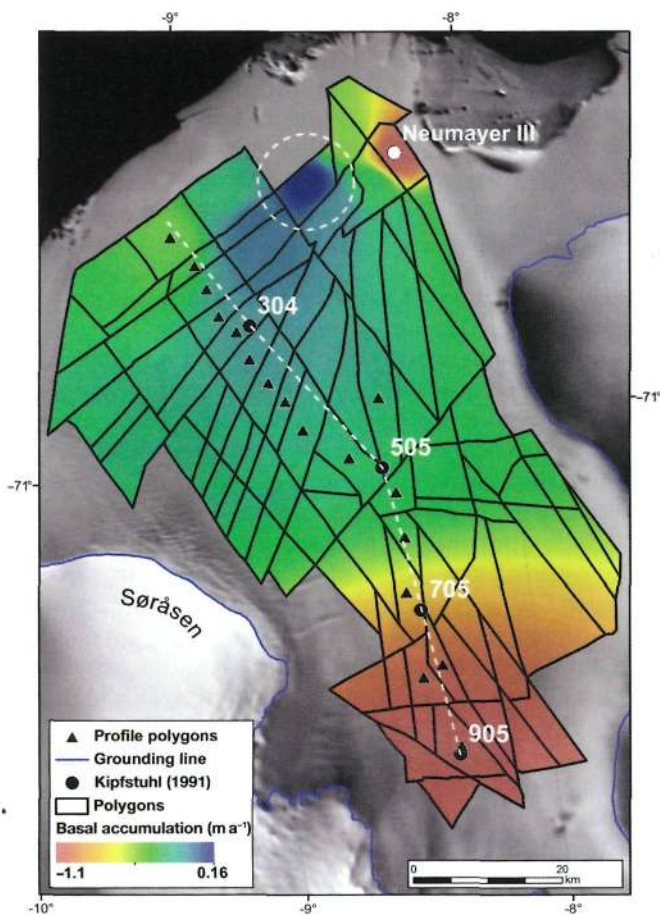 -9° -8°
Neumayer III
304
-71°
505
-71°
705
Søråsen
905
Profile polygons
Grounding line
Kipfstuhl (1991)
Polygons
Basal accumulation (m a⁻¹)
-1.1 0.16
0 20
km
-10° -9° -8°